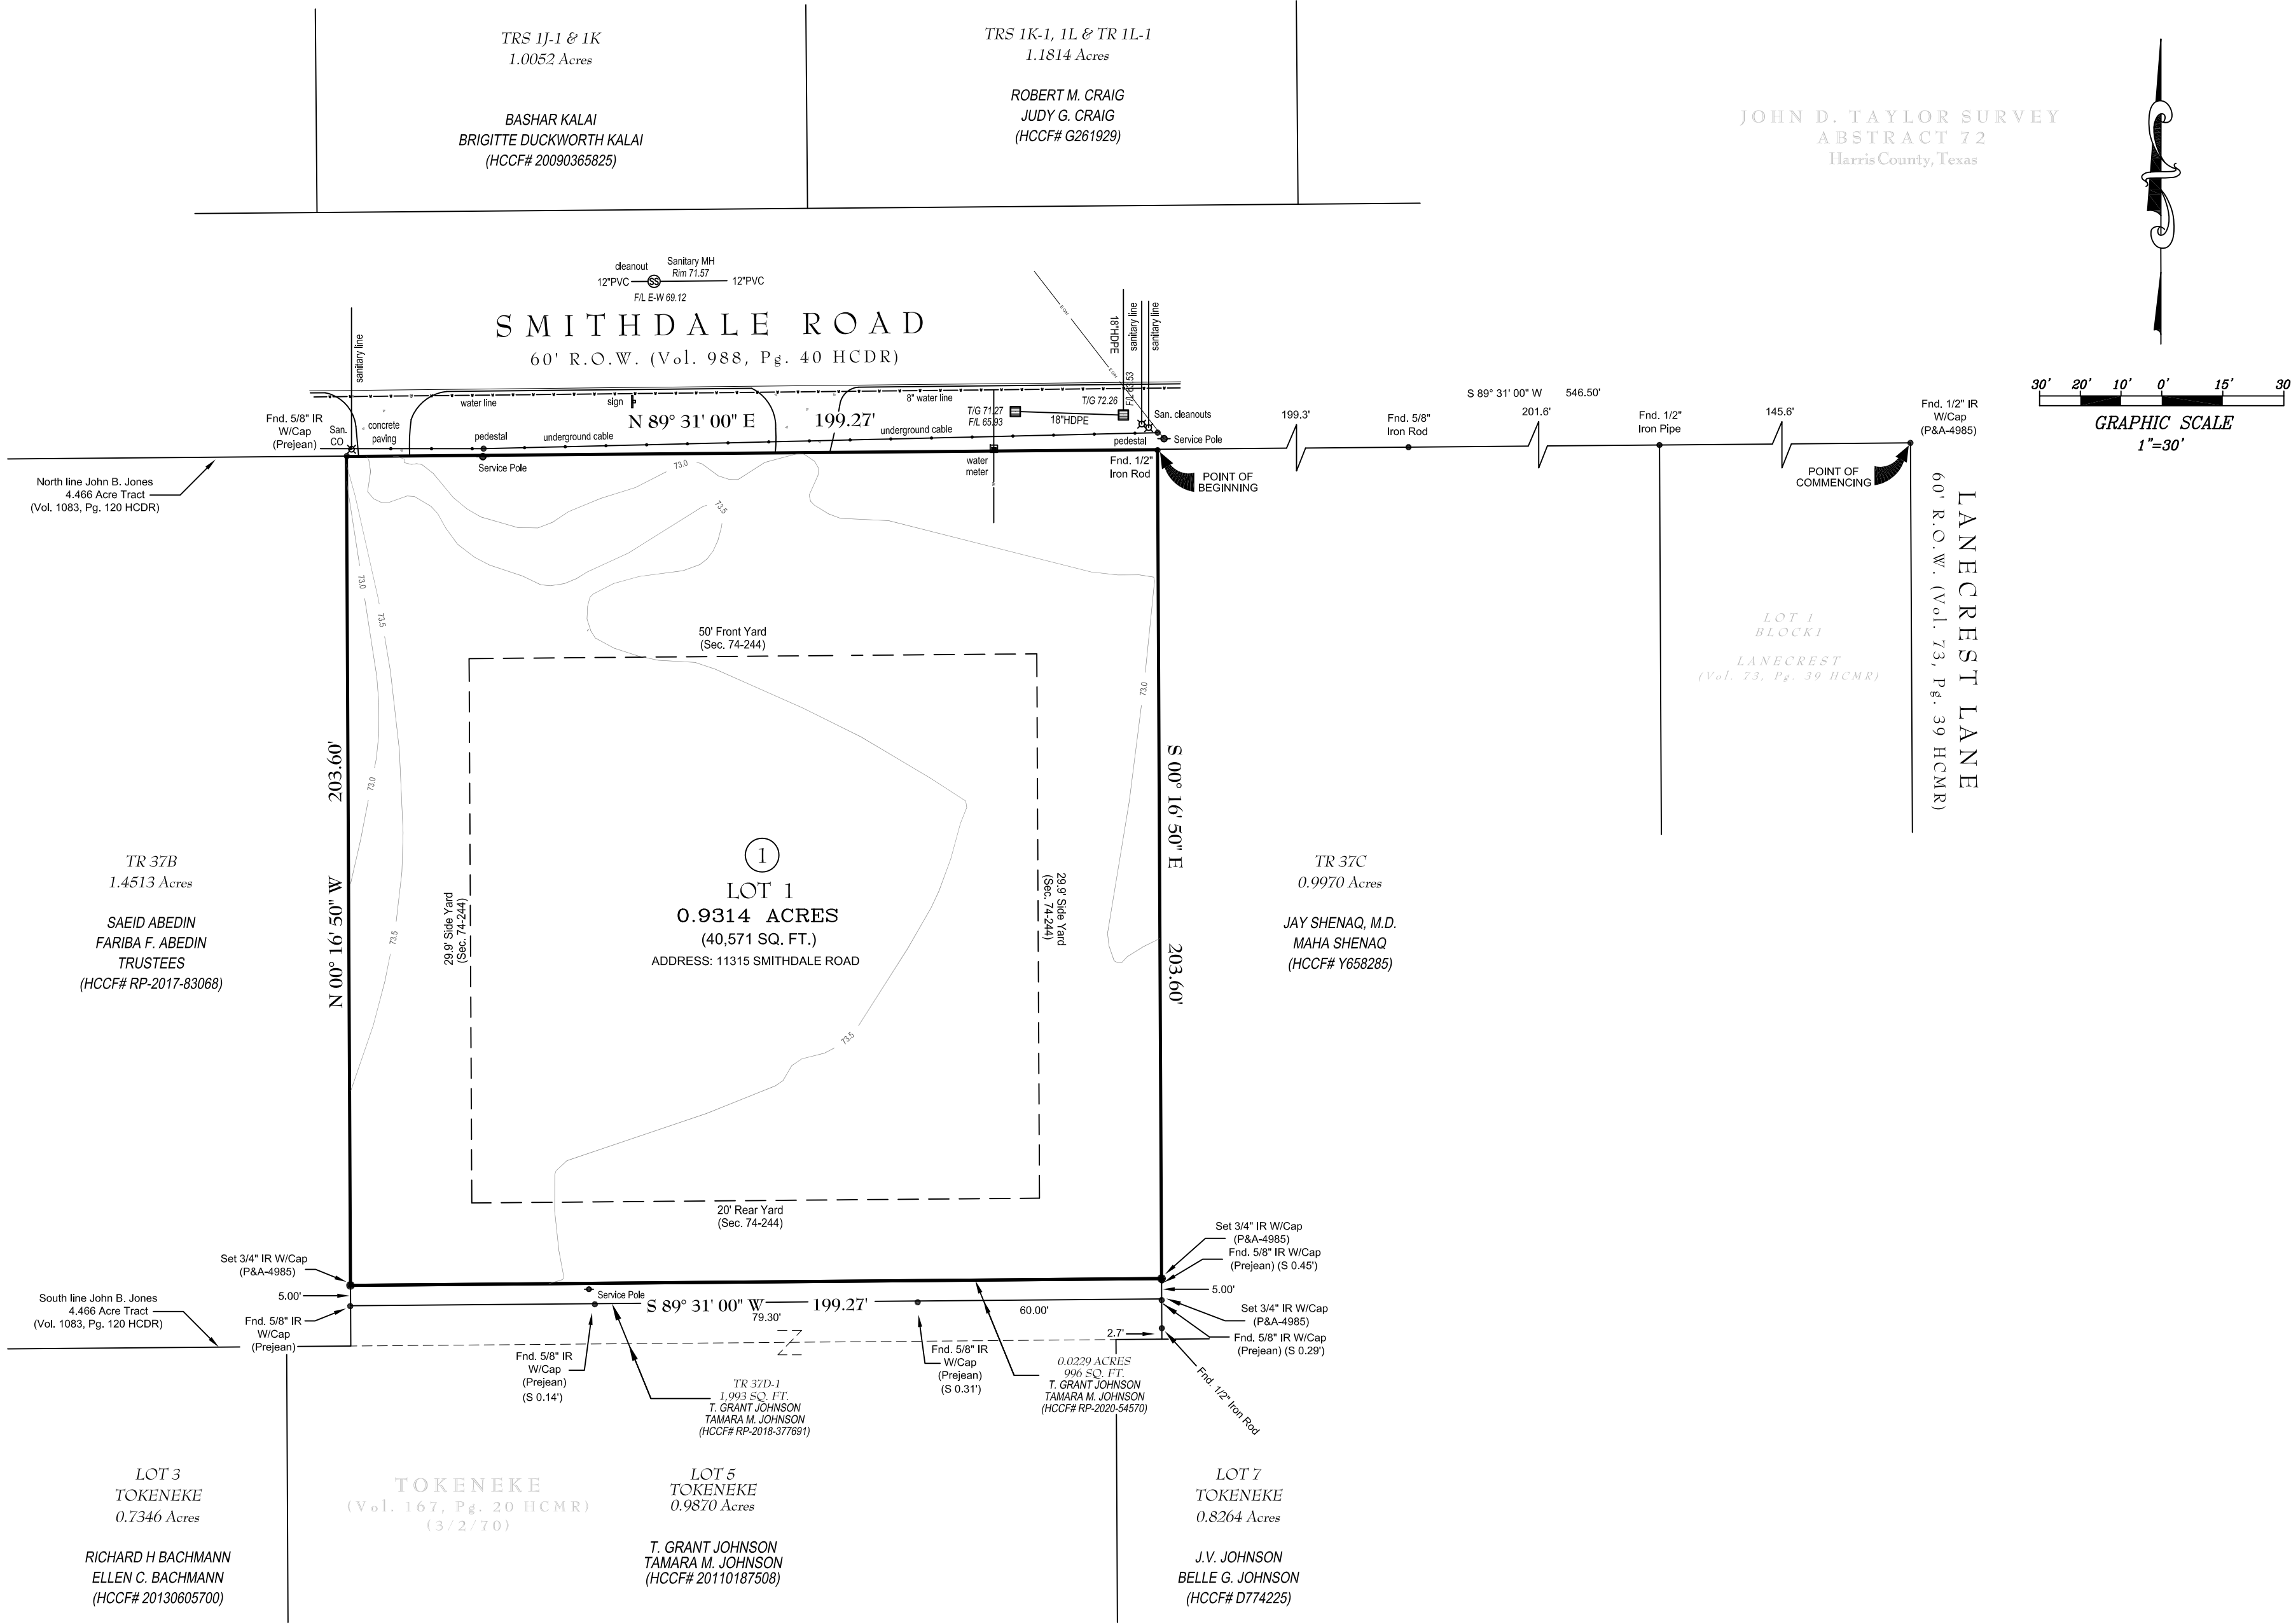 TRS 1J-1 & 1K
1.0052 Acres
BASHAR KALAI
BRIGITTE DUCKWORTH KALAI
(HCCF# 20090365825)
TRS 1K-1, 1L & TR 1L-1
1.1814 Acres
ROBERT M. CRAIG
JUDY G. CRAIG
(HCCF# G261929)
JOHN D. TAYLOR SURVEY
ABSTRACT 72
Harris County, Texas
30' 20' 10' 0' 15' 30
GRAPHIC SCALE
1"=30'
cleanout
Sanitary MH
Rim 71.57
12"PVC
SS
12"PVC
F/L E-W 69.12
SMITHDALE ROAD
60' R.O.W. (Vol. 988, Pg. 40 HCDR)
sanitary line
18"HDPE
sanitary line
sanitary line
F/L 63.53
water line
sign
8" water line
T/G 71.27
F/L 65.93
18"HDPE
T/G 72.26
San. cleanouts
Fnd. 5/8" IR
W/Cap
(Prejean)
San.
CO
concrete
paving
pedestal
underground cable
N 89° 31' 00" E 199.27'
underground cable
pedestal
Service Pole
Service Pole
water
meter
Fnd. 1/2"
Iron Rod
POINT OF
BEGINNING
199.3'
Fnd. 5/8"
Iron Rod
S 89° 31' 00" W 546.50'
201.6'
Fnd. 1/2"
Iron Pipe
145.6'
Fnd. 1/2" IR
W/Cap
(P&A-4985)
POINT OF
COMMENCING
LANECREST LANE
60' R.O.W. (Vol. 73, Pg. 39 HCMR)
LOT 1
BLOCK1
LANECREST
(Vol. 73, Pg. 39 HCMR)
North line John B. Jones
4.466 Acre Tract
(Vol. 1083, Pg. 120 HCDR)
73.0
73.5
73.0
73.5
73.0
73.0
73.5
73.5
50' Front Yard
(Sec. 74-244)
N 00° 16' 50" W 203.60'
S 00° 16' 50" E 203.60'
29.9' Side Yard
(Sec. 74-244)
29.9' Side Yard
(Sec. 74-244)
1
LOT 1
0.9314 ACRES
(40,571 SQ. FT.)
ADDRESS: 11315 SMITHDALE ROAD
TR 37B
1.4513 Acres
SAEID ABEDIN
FARIBA F. ABEDIN
TRUSTEES
(HCCF# RP-2017-83068)
TR 37C
0.9970 Acres
JAY SHENAQ, M.D.
MAHA SHENAQ
(HCCF# Y658285)
20' Rear Yard
(Sec. 74-244)
Set 3/4" IR W/Cap
(P&A-4985)
5.00'
South line John B. Jones
4.466 Acre Tract
(Vol. 1083, Pg. 120 HCDR)
Fnd. 5/8" IR
W/Cap
(Prejean)
Service Pole
S 89° 31' 00" W 199.27'
79.30'
60.00'
Set 3/4" IR W/Cap
(P&A-4985)
Fnd. 5/8" IR W/Cap
(Prejean) (S 0.45')
5.00'
Set 3/4" IR W/Cap
(P&A-4985)
2.7'
Fnd. 5/8" IR W/Cap
(Prejean) (S 0.29')
Fnd. 1/2" Iron Rod
Z
Fnd. 5/8" IR
W/Cap
(Prejean)
(S 0.14')
TR 37D-1
1,993 SQ. FT.
T. GRANT JOHNSON
TAMARA M. JOHNSON
(HCCF# RP-2018-377691)
Fnd. 5/8" IR
W/Cap
(Prejean)
(S 0.31')
0.0229 ACRES
996 SQ. FT.
T. GRANT JOHNSON
TAMARA M. JOHNSON
(HCCF# RP-2020-54570)
LOT 3
TOKENEKE
0.7346 Acres
RICHARD H BACHMANN
ELLEN C. BACHMANN
(HCCF# 20130605700)
TOKENEKE
(Vol. 167, Pg. 20 HCMR)
(3/2/70)
LOT 5
TOKENEKE
0.9870 Acres
T. GRANT JOHNSON
TAMARA M. JOHNSON
(HCCF# 20110187508)
LOT 7
TOKENEKE
0.8264 Acres
J.V. JOHNSON
BELLE G. JOHNSON
(HCCF# D774225)